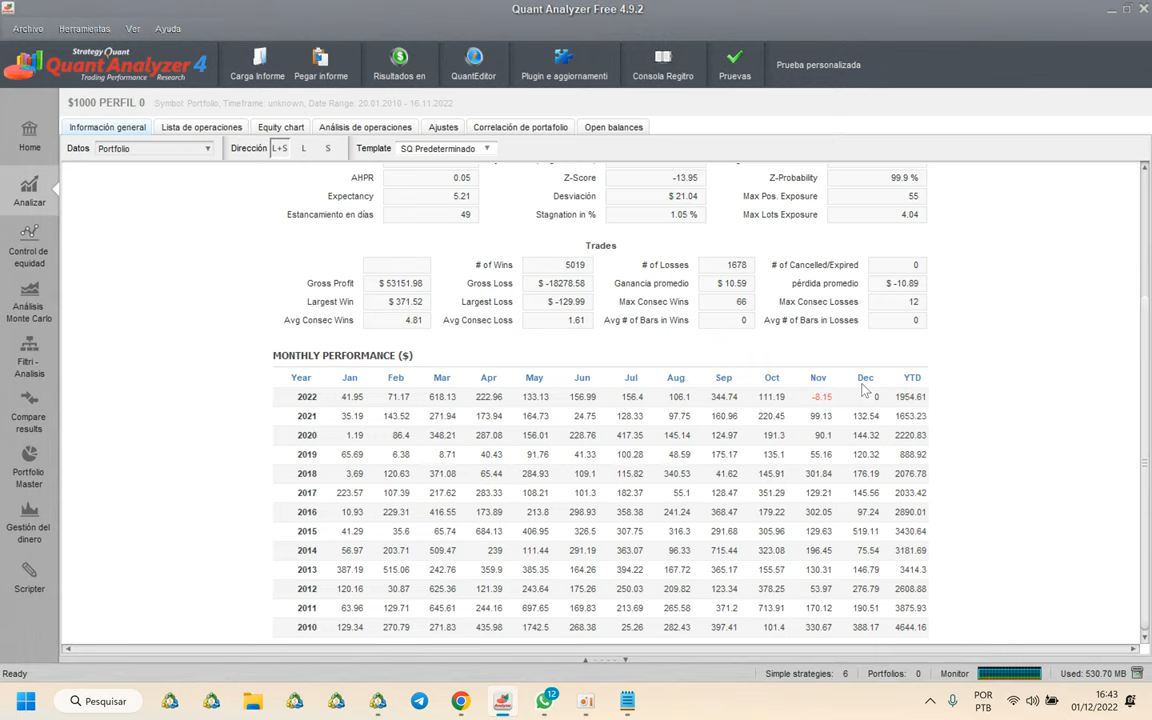 Quant Analyzer Free 4.9.2
Archivo Herramientas Ver Ayuda
Strategy Quant
QuantAnalyzer 4
Trading Performance Research
Carga Informe Pegar informe Risultados en QuantEditor Plugin e aggiornamenti Consola Regitro Pruevas Prueba personalizada
$1000 PERFIL 0 Symbol: Portfolio, Timeframe: unknown, Date Range: 20.01.2010 - 16.11.2022
Información general Lista de operaciones Equity chart Análisis de operaciones Ajustes Correlación de portafolio Open balances
Datos Portfolio Dirección L+S L S Template SQ Predeterminado
Home
Analizar
Control de equidad
Análisis Monte Carlo
Filtri - Analisis
Compare results
Portfolio Master
Gestión del dinero
Scripter
AHPR 0.05 Z-Score -13.95 Z-Probability 99.9 %
Expectancy 5.21 Desviación $ 21.04 Max Pos. Exposure 55
Estancamiento en días 49 Stagnation in % 1.05 % Max Lots Exposure 4.04
Trades
# of Wins 5019 # of Losses 1678 # of Cancelled/Expired 0
Gross Profit $ 53151.98 Gross Loss $ -18278.58 Ganancia promedio $ 10.59 pérdida promedio $ -10.89
Largest Win $ 371.52 Largest Loss $ -129.99 Max Consec Wins 66 Max Consec Losses 12
Avg Consec Wins 4.81 Avg Consec Loss 1.61 Avg # of Bars in Wins 0 Avg # of Bars in Losses 0
MONTHLY PERFORMANCE ($)
Year Jan Feb Mar Apr May Jun Jul Aug Sep Oct Nov Dec YTD
2022 41.95 71.17 618.13 222.96 133.13 156.99 156.4 106.1 344.74 111.19 -8.15 0 1954.61
2021 35.19 143.52 271.94 173.94 164.73 24.75 128.33 97.75 160.96 220.45 99.13 132.54 1653.23
2020 1.19 86.4 348.21 287.08 156.01 228.76 417.35 145.14 124.97 191.3 90.1 144.32 2220.83
2019 65.69 6.38 8.71 40.43 91.76 41.33 100.28 48.59 175.17 135.1 55.16 120.32 888.92
2018 3.69 120.63 371.08 65.44 284.93 109.1 115.82 340.53 41.62 145.91 301.84 176.19 2076.78
2017 223.57 107.39 217.62 283.33 108.21 101.3 182.37 55.1 128.47 351.29 129.21 145.56 2033.42
2016 10.93 229.31 416.55 173.89 213.8 298.93 358.38 241.24 368.47 179.22 302.05 97.24 2890.01
2015 41.29 35.6 65.74 684.13 406.95 326.5 307.75 316.3 291.68 305.96 129.63 519.11 3430.64
2014 56.97 203.71 509.47 239 111.44 291.19 363.07 96.33 715.44 323.08 196.45 75.54 3181.69
2013 387.19 515.06 242.76 359.9 385.35 164.26 394.22 167.72 365.17 155.57 130.31 146.79 3414.3
2012 120.16 30.87 625.36 121.39 243.64 175.26 250.03 209.82 123.34 378.25 53.97 276.79 2608.88
2011 63.96 129.71 645.61 244.16 697.65 169.83 213.69 265.58 371.2 713.91 170.12 190.51 3875.93
2010 129.34 270.79 271.83 435.98 1742.5 268.38 25.26 282.43 397.41 101.4 330.67 388.17 4644.16
Ready Simple strategies: 6 Portfolios: 0 Monitor Used: 530.70 MB
Pesquisar 12 POR PTB 16:43 01/12/2022